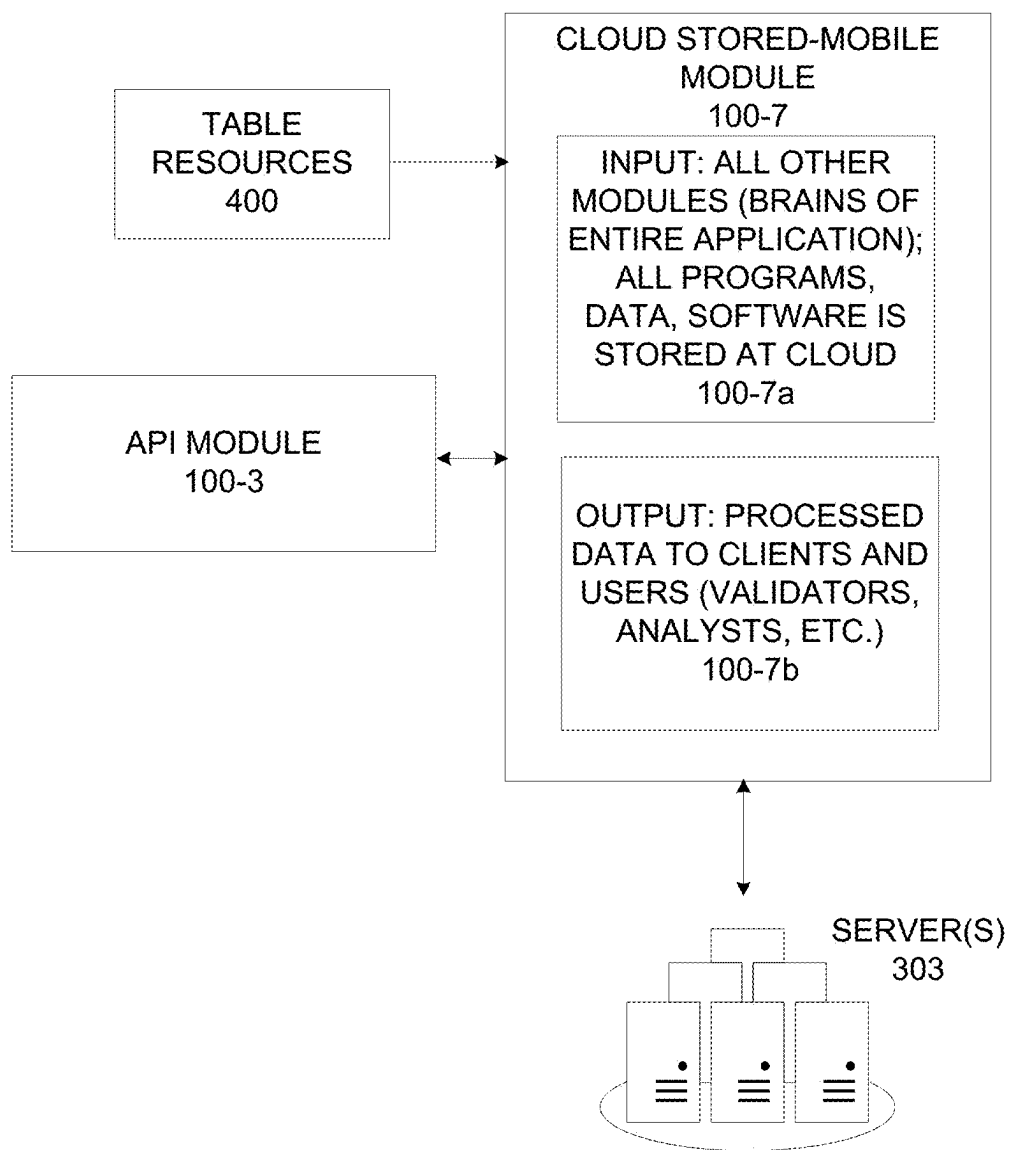 CLOUD STORED-MOBILE
MODULE
100-7
TABLE
RESOURCES
400
INPUT: ALL OTHER
MODULES (BRAINS OF
ENTIRE APPLICATION);
ALL PROGRAMS,
DATA, SOFTWARE IS
STORED AT CLOUD
100-7a
API MODULE
100-3
OUTPUT: PROCESSED
DATA TO CLIENTS AND
USERS (VALIDATORS,
ANALYSTS, ETC.)
100-7b
SERVER(S)
303